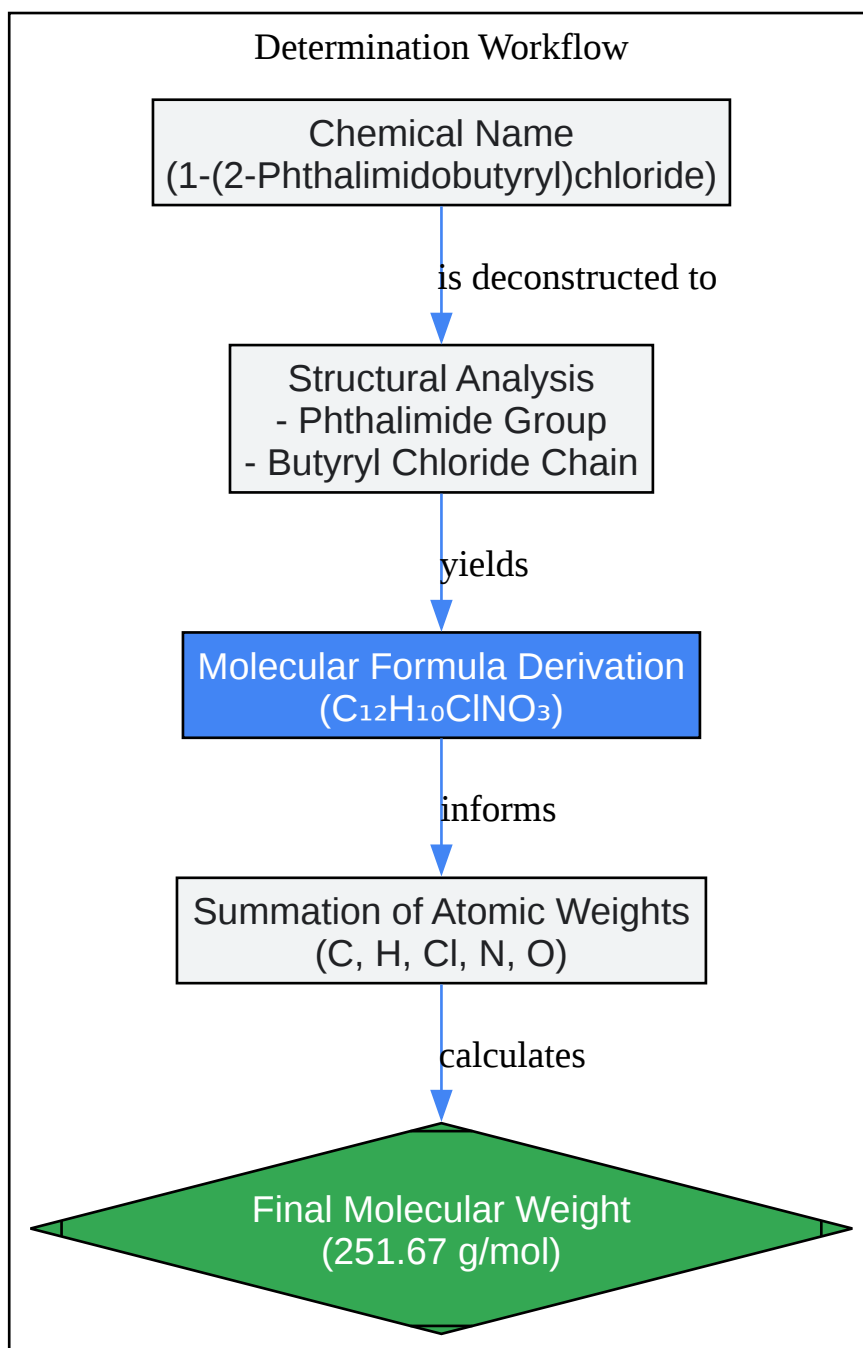 Determination Workflow
Chemical Name
(1-(2-Phthalimidobutyryl)chloride)
is deconstructed to
Structural Analysis
- Phthalimide Group
- Butyryl Chloride Chain
yields
Molecular Formula Derivation
(C₁₂H₁₀ClNO₃)
informs
Summation of Atomic Weights
(C, H, Cl, N, O)
calculates
Final Molecular Weight
(251.67 g/mol)